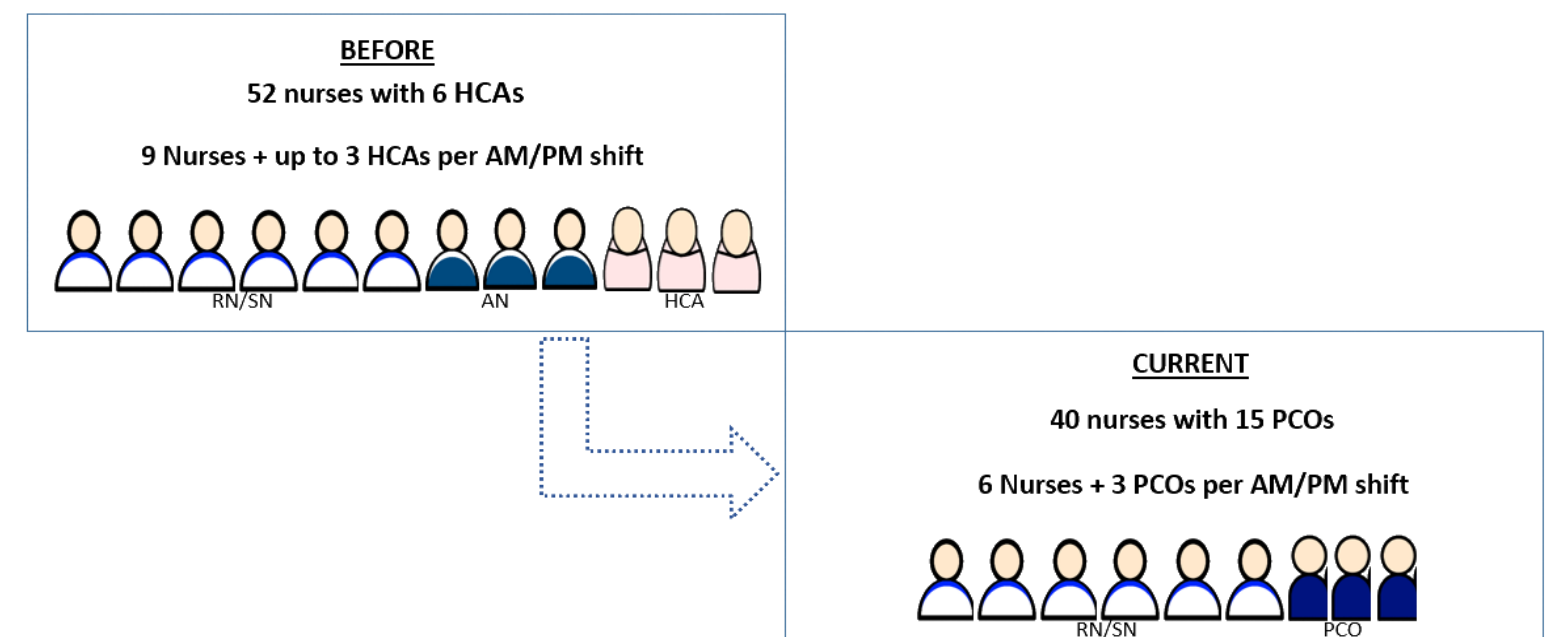 BEFORE
52 nurses with 6 HCAs
9 Nurses + up to 3 HCAs per AM/PM shift
RN/SN AN HCA
CURRENT
40 nurses with 15 PCOs
6 Nurses + 3 PCOs per AM/PM shift
RN/SN PCO